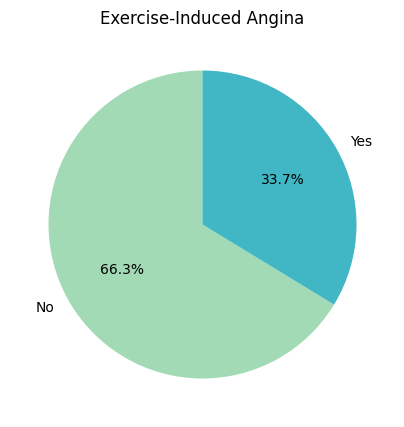 Exercise-Induced Angina
Yes
33.7%
66.3%
No